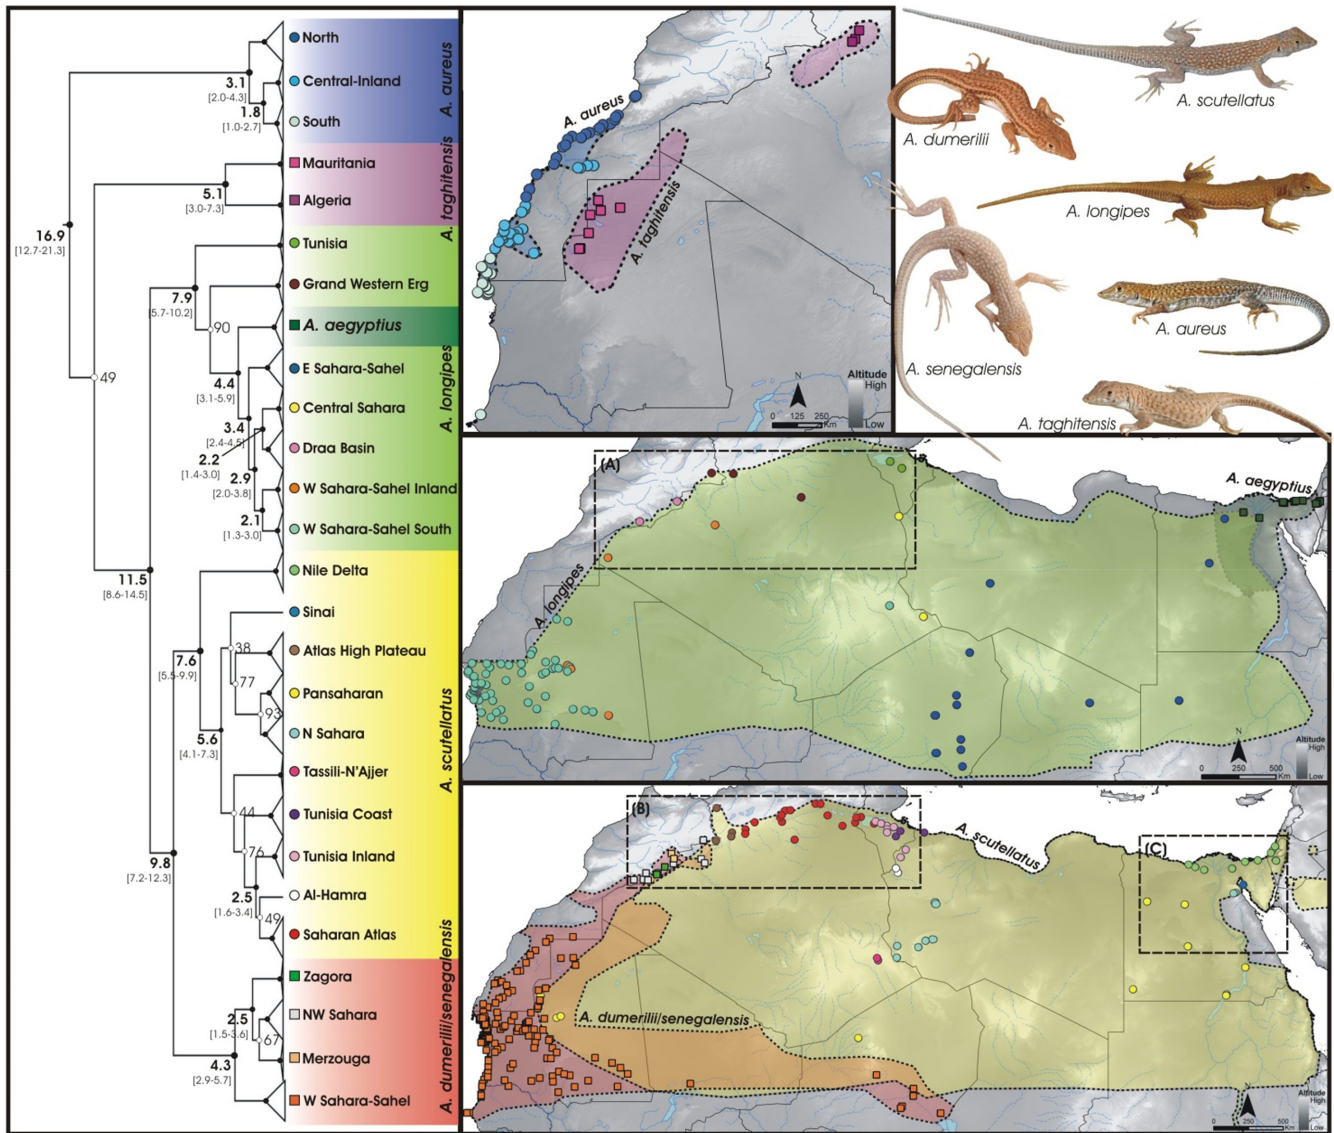 North
Central-Inland
South
A. aureus
3.1
[2.0-4.3]
1.8
[1.0-2.7]
Mauritania
Algeria
A. taghitensis
5.1
[3.0-7.3]
16.9
[12.7-21.3]
49
Tunisia
Grand Western Erg
A. aegyptius
E Sahara-Sahel
Central Sahara
Draa Basin
W Sahara-Sahel Inland
W Sahara-Sahel South
A. longipes
7.9
[5.7-10.2]
90
4.4
[3.1-5.9]
3.4
[2.4-4.5]
2.2
[1.4-3.0]
2.9
[2.0-3.8]
2.1
[1.3-3.0]
11.5
[8.6-14.5]
Nile Delta
Sinai
Atlas High Plateau
Pansaharan
N Sahara
Tassili-N'Ajjer
Tunisia Coast
Tunisia Inland
Al-Hamra
Saharan Atlas
A. scutellatus
7.6
[5.5-9.9]
38
77
93
5.6
[4.1-7.3]
44
76
2.5
[1.6-3.4]
49
9.8
[7.2-12.3]
Zagora
NW Sahara
Merzouga
W Sahara-Sahel
A. dumerilii/senegalensis
2.5
[1.5-3.6]
67
4.3
[2.9-5.7]
A. aureus
A. taghitensis
N
0 125 250
Km
Altitude
High
Low
A. scutellatus
A. dumerilii
A. longipes
A. senegalensis
A. aureus
A. taghitensis
(A)
A. aegyptius
A. longipes
N
0 250 500
Km
Altitude
High
Low
(B)
A. scutellatus
(C)
A. dumerilii/senegalensis
N
0 250 500
Km
Altitude
High
Low